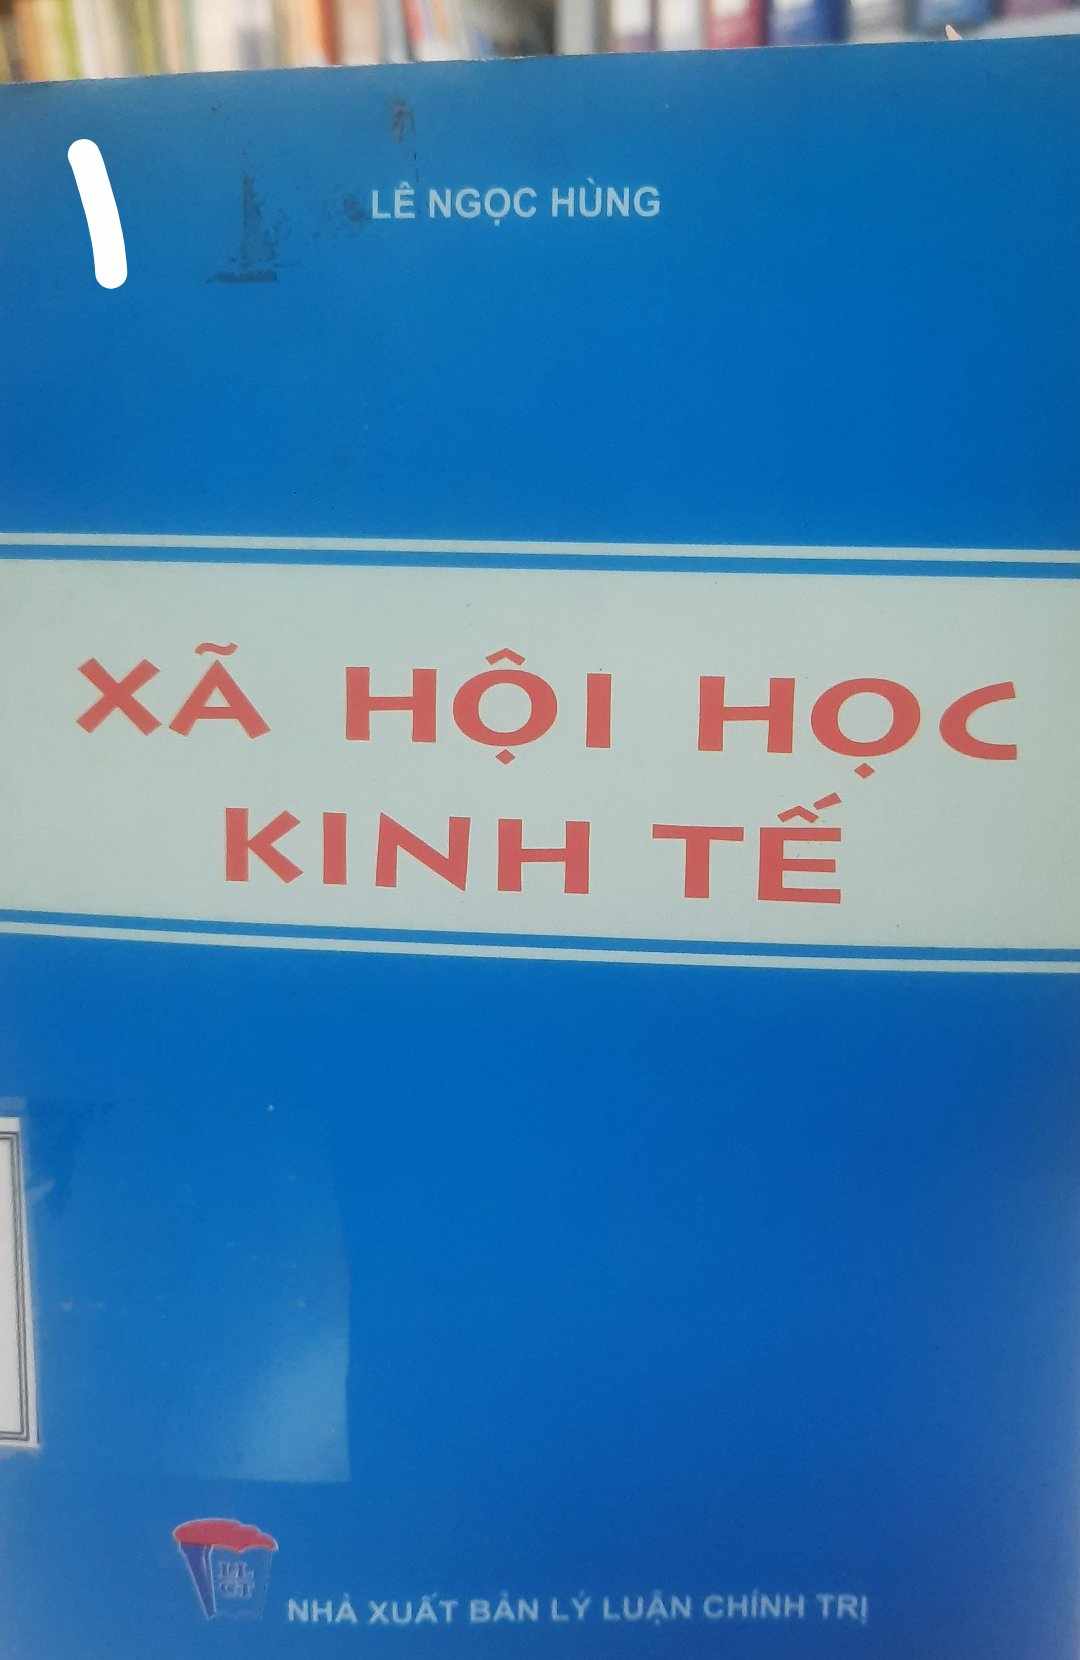 LÊ NGỌC HÙNG
XÃ HỘI HỌC
KINH TẾ
NHÀ XUẤT BẢN LÝ LUẬN CHÍNH TRỊ